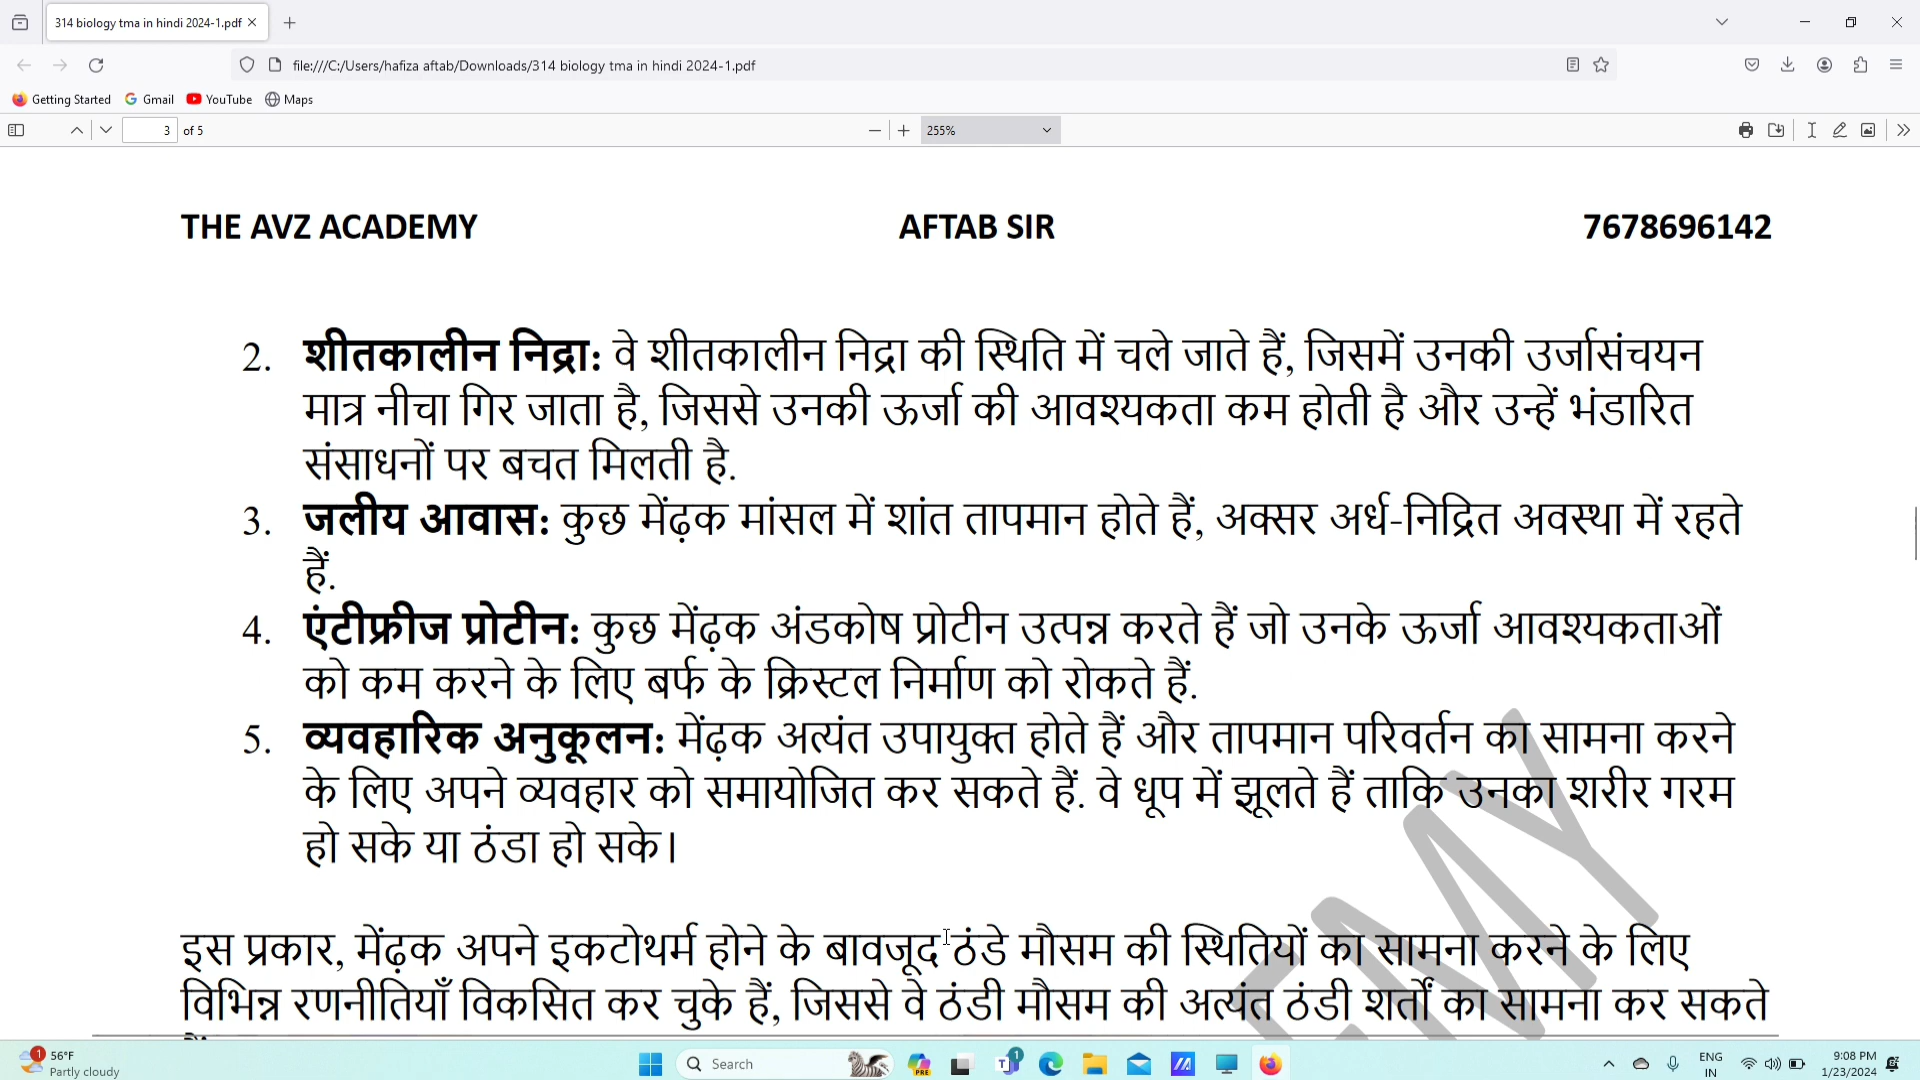 314 biology tma in hindi 2024-1.pdf
file:///C:/Users/hafiza aftab/Downloads/314 biology tma in hindi 2024-1.pdf
Getting Started Gmail YouTube Maps
3 of 5 255%
THE AVZ ACADEMY AFTAB SIR 7678696142
2. शीतकालीन निद्रा: वे शीतकालीन निद्रा की स्थिति में चले जाते हैं, जिसमें उनकी उर्जासंचयन
मात्र नीचा गिर जाता है, जिससे उनकी ऊर्जा की आवश्यकता कम होती है और उन्हें भंडारित
संसाधनों पर बचत मिलती है.
3. जलीय आवास: कुछ मेंढ़क मांसल में शांत तापमान होते हैं, अक्सर अर्ध-निद्रित अवस्था में रहते
हैं.
4. एंटीफ्रीज प्रोटीन: कुछ मेंढ़क अंडकोष प्रोटीन उत्पन्न करते हैं जो उनके ऊर्जा आवश्यकताओं
को कम करने के लिए बर्फ के क्रिस्टल निर्माण को रोकते हैं.
5. व्यवहारिक अनुकूलन: मेंढ़क अत्यंत उपायुक्त होते हैं और तापमान परिवर्तन का सामना करने
के लिए अपने व्यवहार को समायोजित कर सकते हैं. वे धूप में झूलते हैं ताकि उनका शरीर गरम
हो सके या ठंडा हो सके।
इस प्रकार, मेंढ़क अपने इकटोथर्म होने के बावजूद ठंडे मौसम की स्थितियों का सामना करने के लिए
विभिन्न रणनीतियाँ विकसित कर चुके हैं, जिससे वे ठंडी मौसम की अत्यंत ठंडी शर्तों का सामना कर सकते
EMY
1 56°F
Partly cloudy
Search
PRE
1
ENG
IN
9:08 PM
1/23/2024